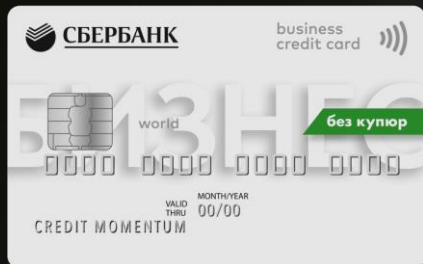 СБЕРБАНК
business
credit card
БИЗНЕС
world
без купюр
0000 0000 0000 0000
MONTH/YEAR
VALID
THRU 00/00
CREDIT MOMENTUM